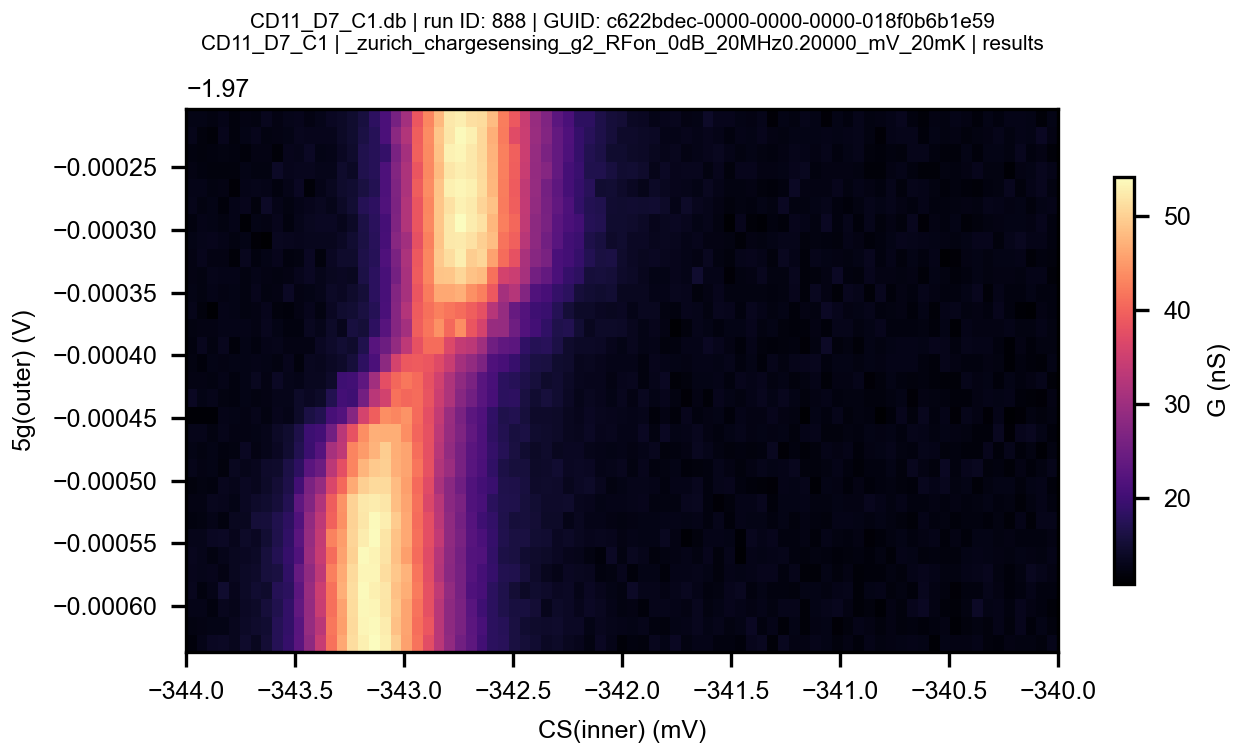 CD11_D7_C1.db | run ID: 888 | GUID: c622bdec-0000-0000-0000-018f0b6b1e59
CD11_D7_C1 | _zurich_chargesensing_g2_RFon_0dB_20MHz0.20000_mV_20mK | results
−1.97
−0.00025
−0.00030
−0.00035
−0.00040
−0.00045
−0.00050
−0.00055
−0.00060
5g(outer) (V)
−344.0 −343.5 −343.0 −342.5 −342.0 −341.5 −341.0 −340.5 −340.0
CS(inner) (mV)
50
40
30
20
G (nS)